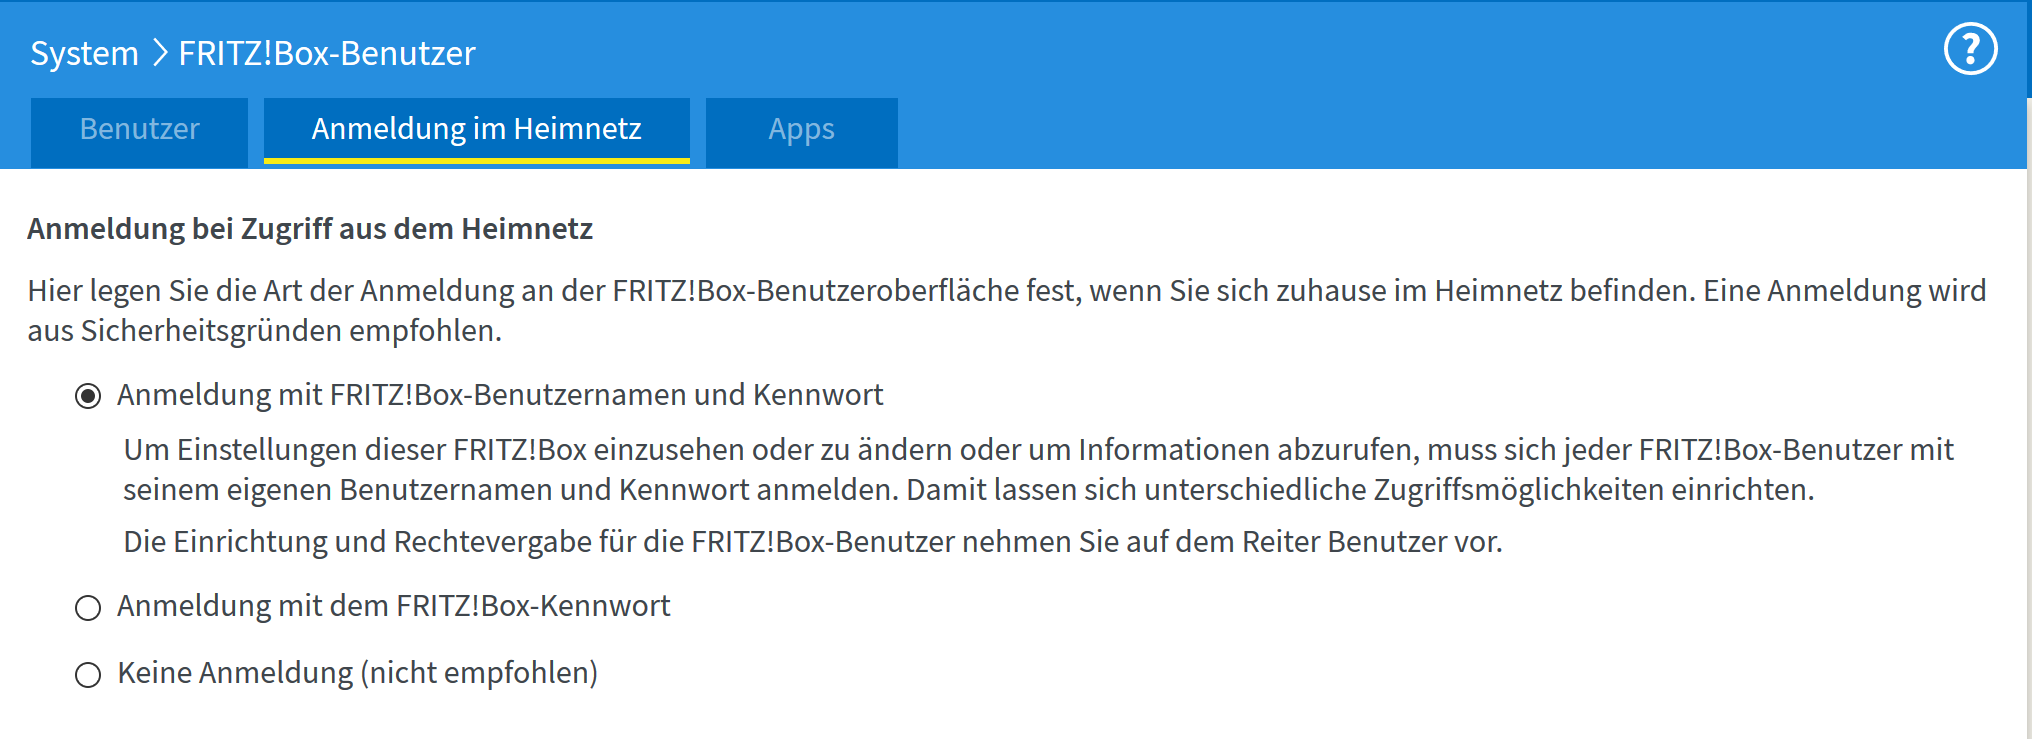 System > FRITZ!Box-Benutzer
?
Benutzer
Anmeldung im Heimnetz
Apps
Anmeldung bei Zugriff aus dem Heimnetz
Hier legen Sie die Art der Anmeldung an der FRITZ!Box-Benutzeroberfläche fest, wenn Sie sich zuhause im Heimnetz befinden. Eine Anmeldung wird
aus Sicherheitsgründen empfohlen.
Anmeldung mit FRITZ!Box-Benutzernamen und Kennwort
Um Einstellungen dieser FRITZ!Box einzusehen oder zu ändern oder um Informationen abzurufen, muss sich jeder FRITZ!Box-Benutzer mit
seinem eigenen Benutzernamen und Kennwort anmelden. Damit lassen sich unterschiedliche Zugriffsmöglichkeiten einrichten.
Die Einrichtung und Rechtevergabe für die FRITZ!Box-Benutzer nehmen Sie auf dem Reiter Benutzer vor.
Anmeldung mit dem FRITZ!Box-Kennwort
Keine Anmeldung (nicht empfohlen)